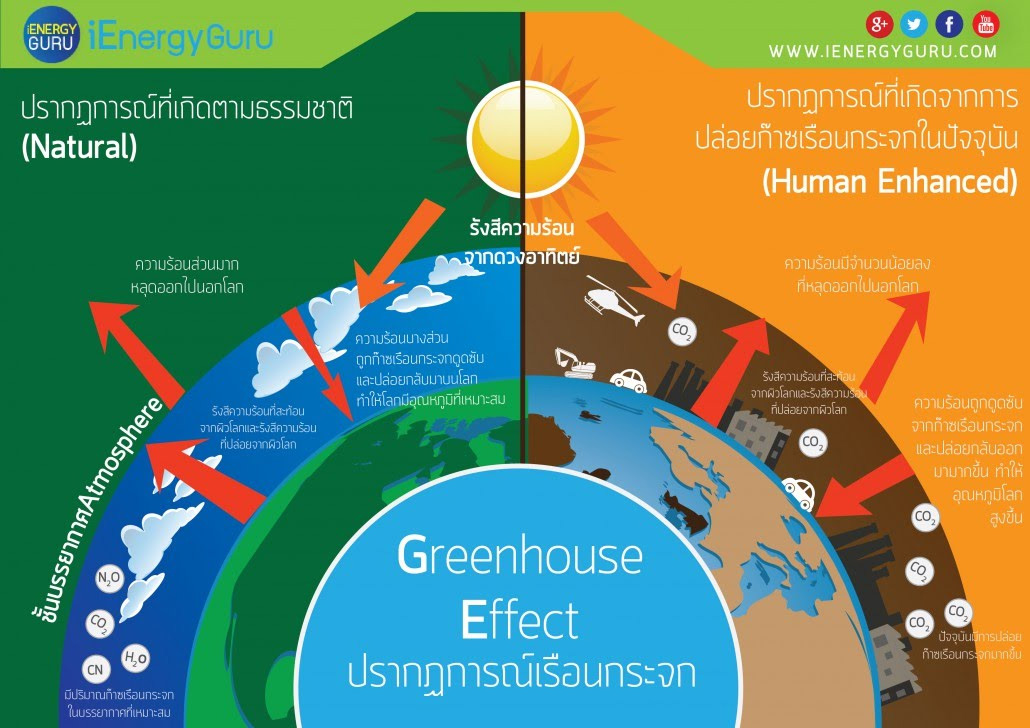 iENERGY
GURU
iEnergyGuru
g+
You
Tube
WWW.IENERGYGURU.COM
ปรากฏการณ์ที่เกิดตามธรรมชาติ
(Natural)
ปรากฏการณ์ที่เกิดจากการ
ปล่อยก๊าซเรือนกระจกในปัจจุบัน
(Human Enhanced)
รังสีความร้อน
จากดวงอาทิตย์
ความร้อนส่วนมาก
หลุดออกไปนอกโลก
ความร้อนบางส่วน
ถูกก๊าซเรือนกระจกดูดซับ
และปล่อยกลับมาบนโลก
ทำให้โลกมีอุณหภูมิที่เหมาะสม
รังสีความร้อนที่สะท้อน
จากผิวโลกและรังสีความร้อน
ที่ปล่อยจากผิวโลก
ชั้นบรรยากาศAtmosphere
N2O
CO2
H2O
CN
มีปริมาณก๊าซเรือนกระจก
ในบรรยากาศที่เหมาะสม
ความร้อนมีจำนวนน้อยลง
ที่หลุดออกไปนอกโลก
CO2
รังสีความร้อนที่สะท้อน
จากผิวโลกและรังสีความร้อน
ที่ปล่อยจากผิวโลก
CO2
ความร้อนถูกดูดซับ
จากก๊าซเรือนกระจก
และปล่อยกลับออก
มามากขึ้น ทำให้
อุณหภูมิโลก
สูงขึ้น
CO2
CO2
CO2
CO2
ปัจจุบันมีการปล่อย
ก๊าซเรือนกระจกมากขึ้น
Greenhouse
Effect
ปรากฏการณ์เรือนกระจก